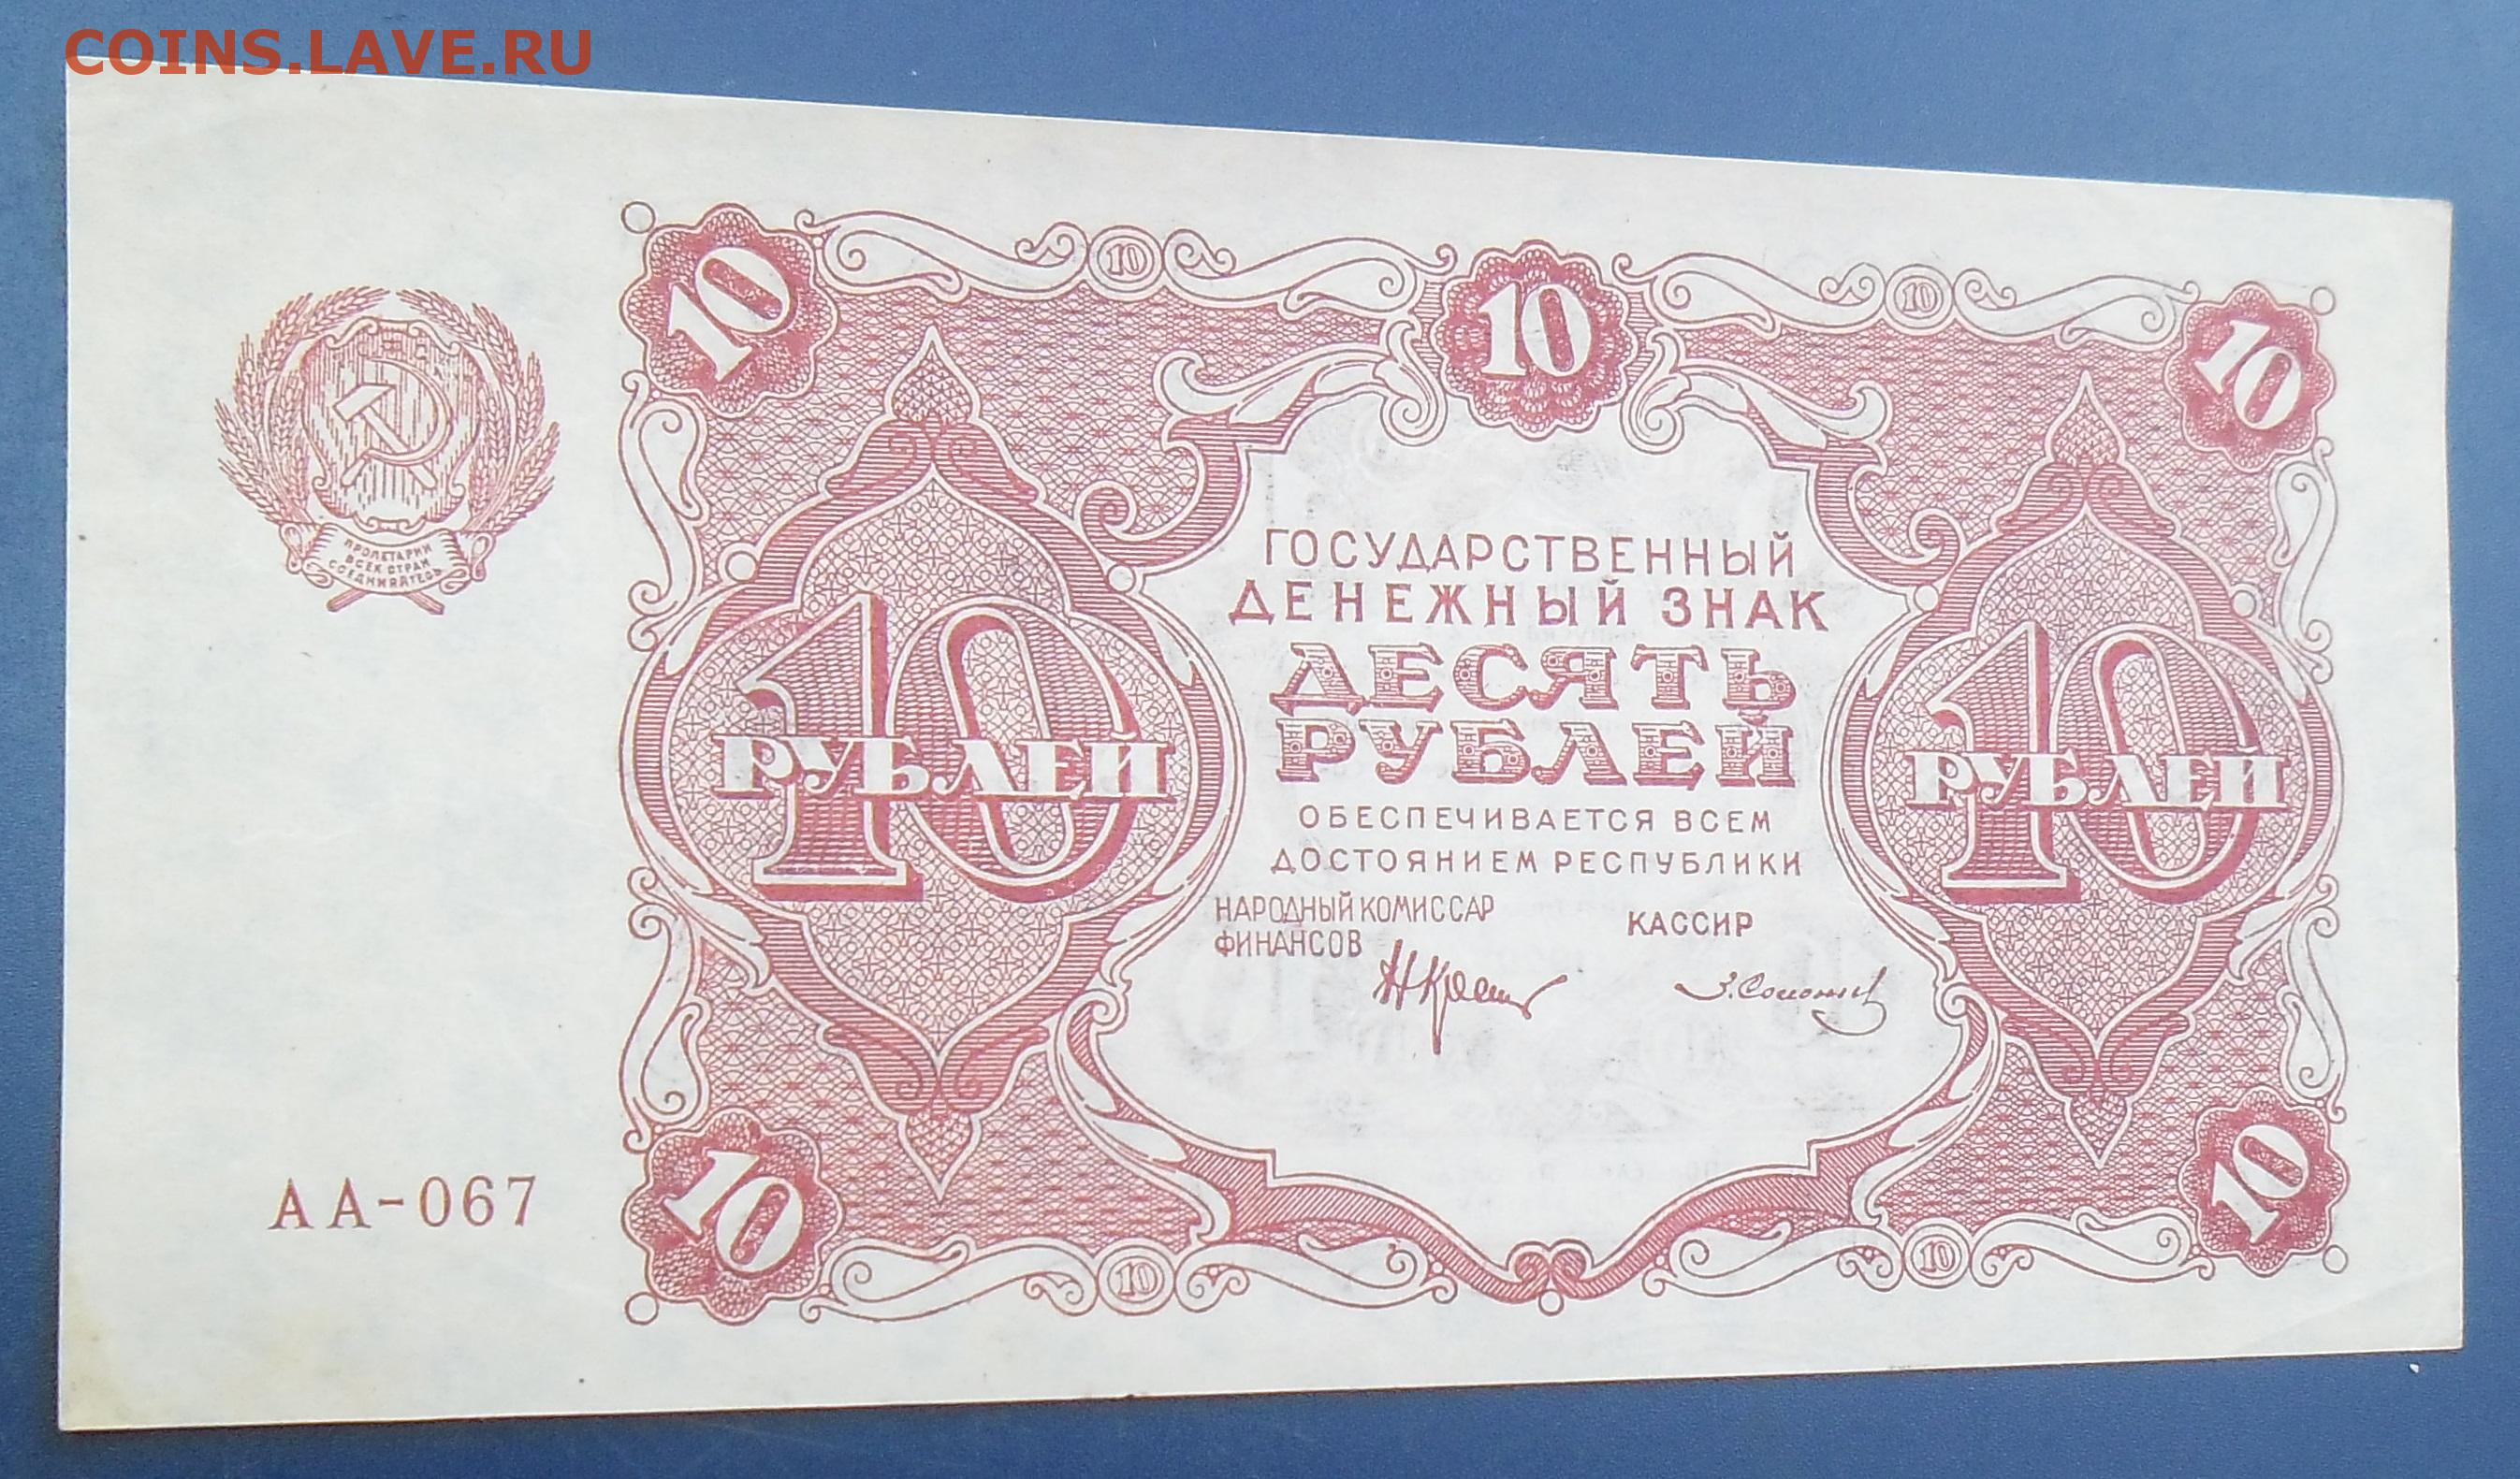 COINS.LAVE.RU
10
10
10
10
10
ПРОЛЕТАРИИ
ВСЕХ СТРАН
СОЕДИНЯЙТЕСЬ
ГОСУДАРСТВЕННЫЙ
ДЕНЕЖНЫЙ ЗНАК
ДЕСЯТЬ
РУБЛЕЙ
10
РУБЛЕЙ
10
РУБЛЕЙ
ОБЕСПЕЧИВАЕТСЯ ВСЕМ
ДОСТОЯНИЕМ РЕСПУБЛИКИ
НАРОДНЫЙ КОМИССАР
ФИНАНСОВ
КАССИР
АА-067
10
10
10
10